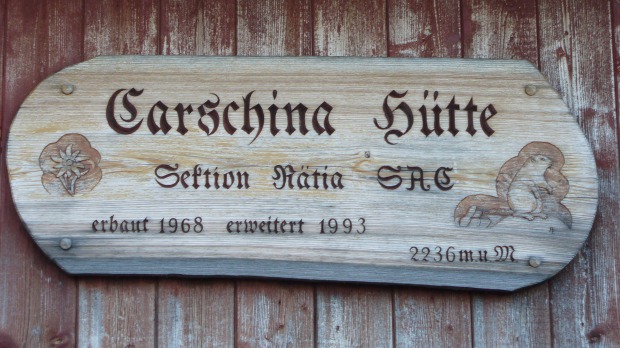 Carschina Hütte
Sektion Rätia SAC
erbaut 1968 erweitert 1993
2236 m.ü.M.